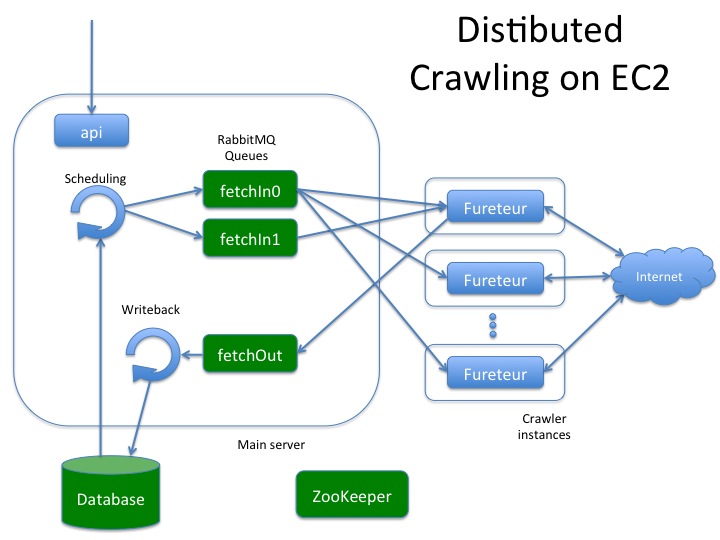 Distibuted
Crawling on EC2
api
RabbitMQ
Queues
Scheduling
fetchIn0
Fureteur
fetchIn1
Fureteur
Internet
Writeback
fetchOut
Fureteur
Crawler
instances
Main server
Database
ZooKeeper